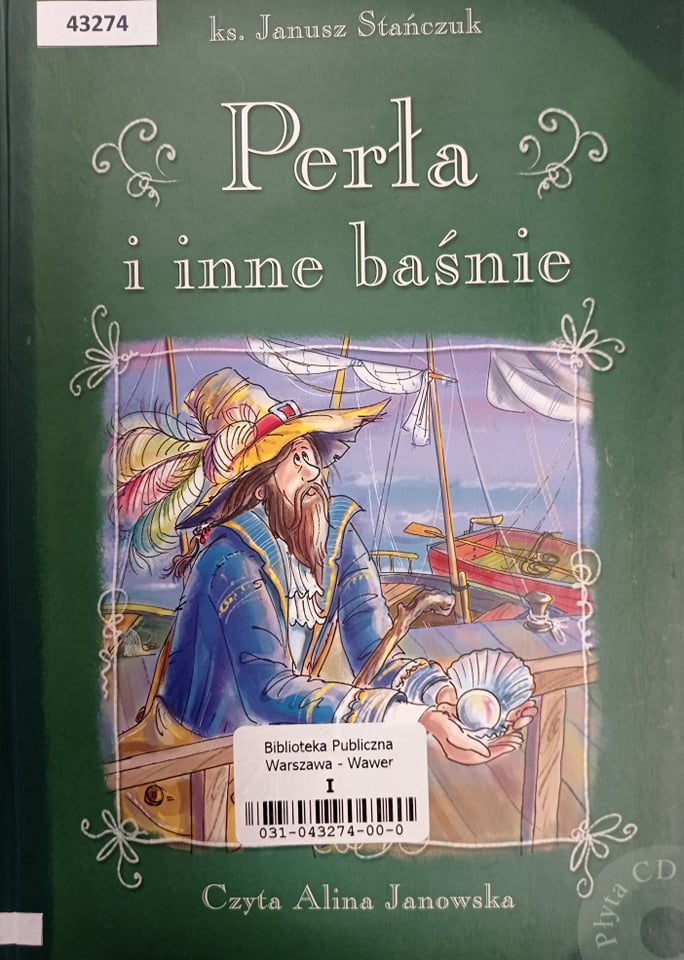 43274
ks. Janusz Stańczuk
Perła
i inne baśnie
Biblioteka Publiczna
Warszawa - Wawer
I
031-043274-00-0
Czyta Alina Janowska
Płyta CD